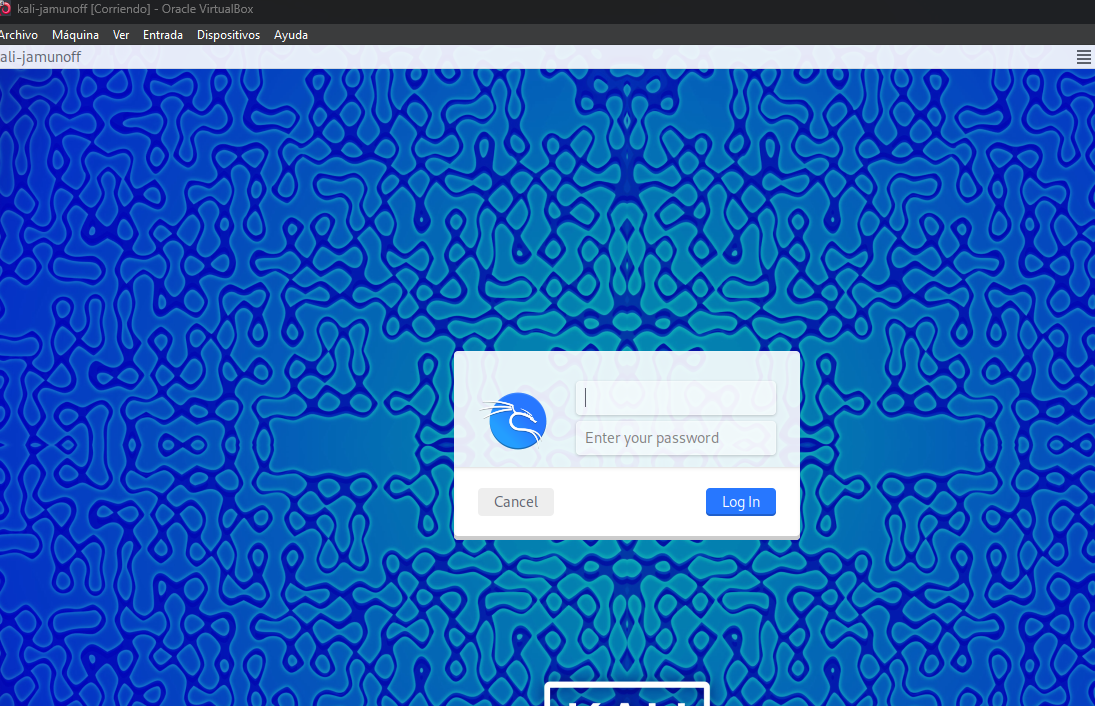 kali-jamunoff [Corriendo] - Oracle VirtualBox
Archivo Máquina Ver Entrada Dispositivos Ayuda
ali-jamunoff
Enter your password
Cancel Log In
KALI